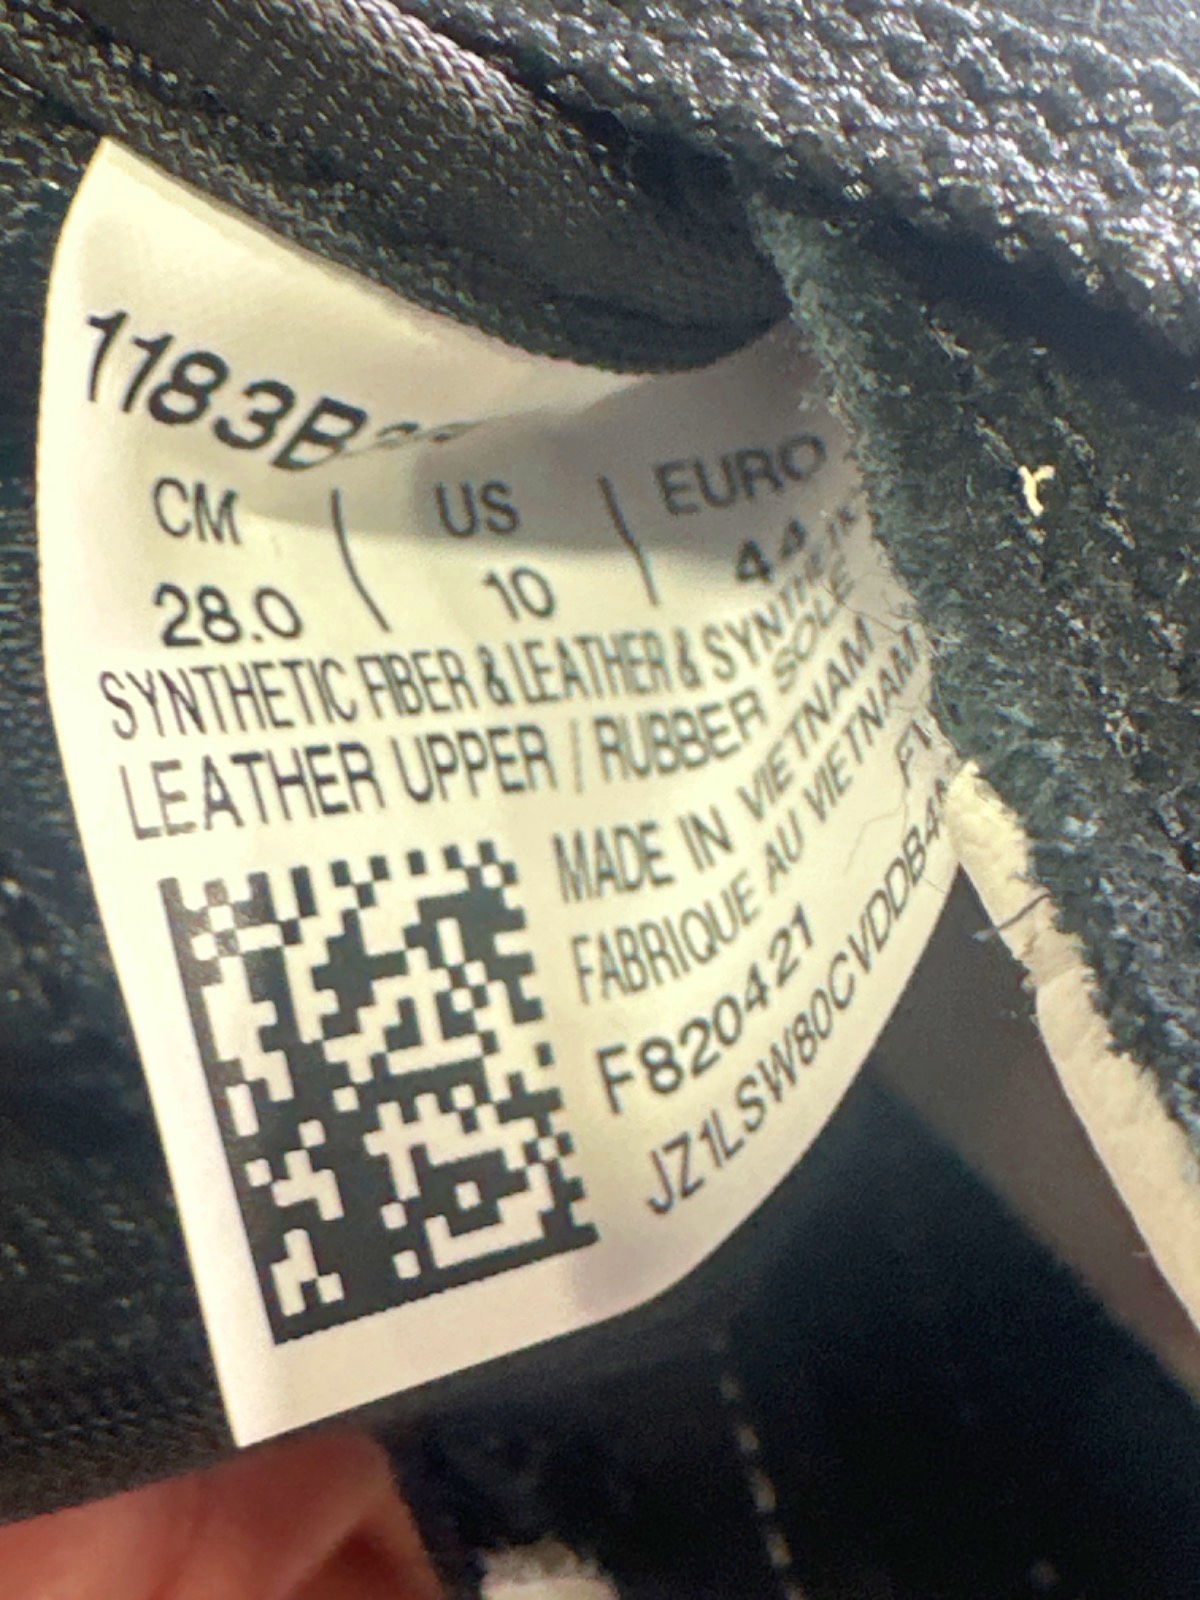 1183B
CM | US | EURO
28.0 | 10 | 44
SYNTHETIC FIBER & LEATHER & SYNTHETIC
LEATHER UPPER / RUBBER SOLE
MADE IN VIETNAM
FABRIQUE AU VIETNAM
F820421
JZ1LSW80CVDDB4